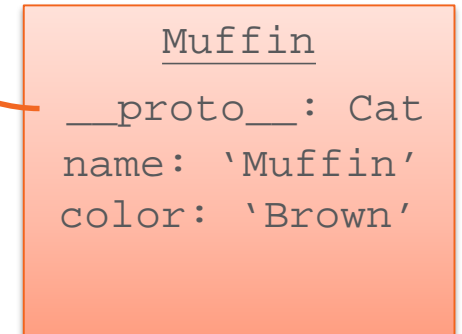 Muffin
__proto__: Cat
name: ‘Muffin’
color: ‘Brown’